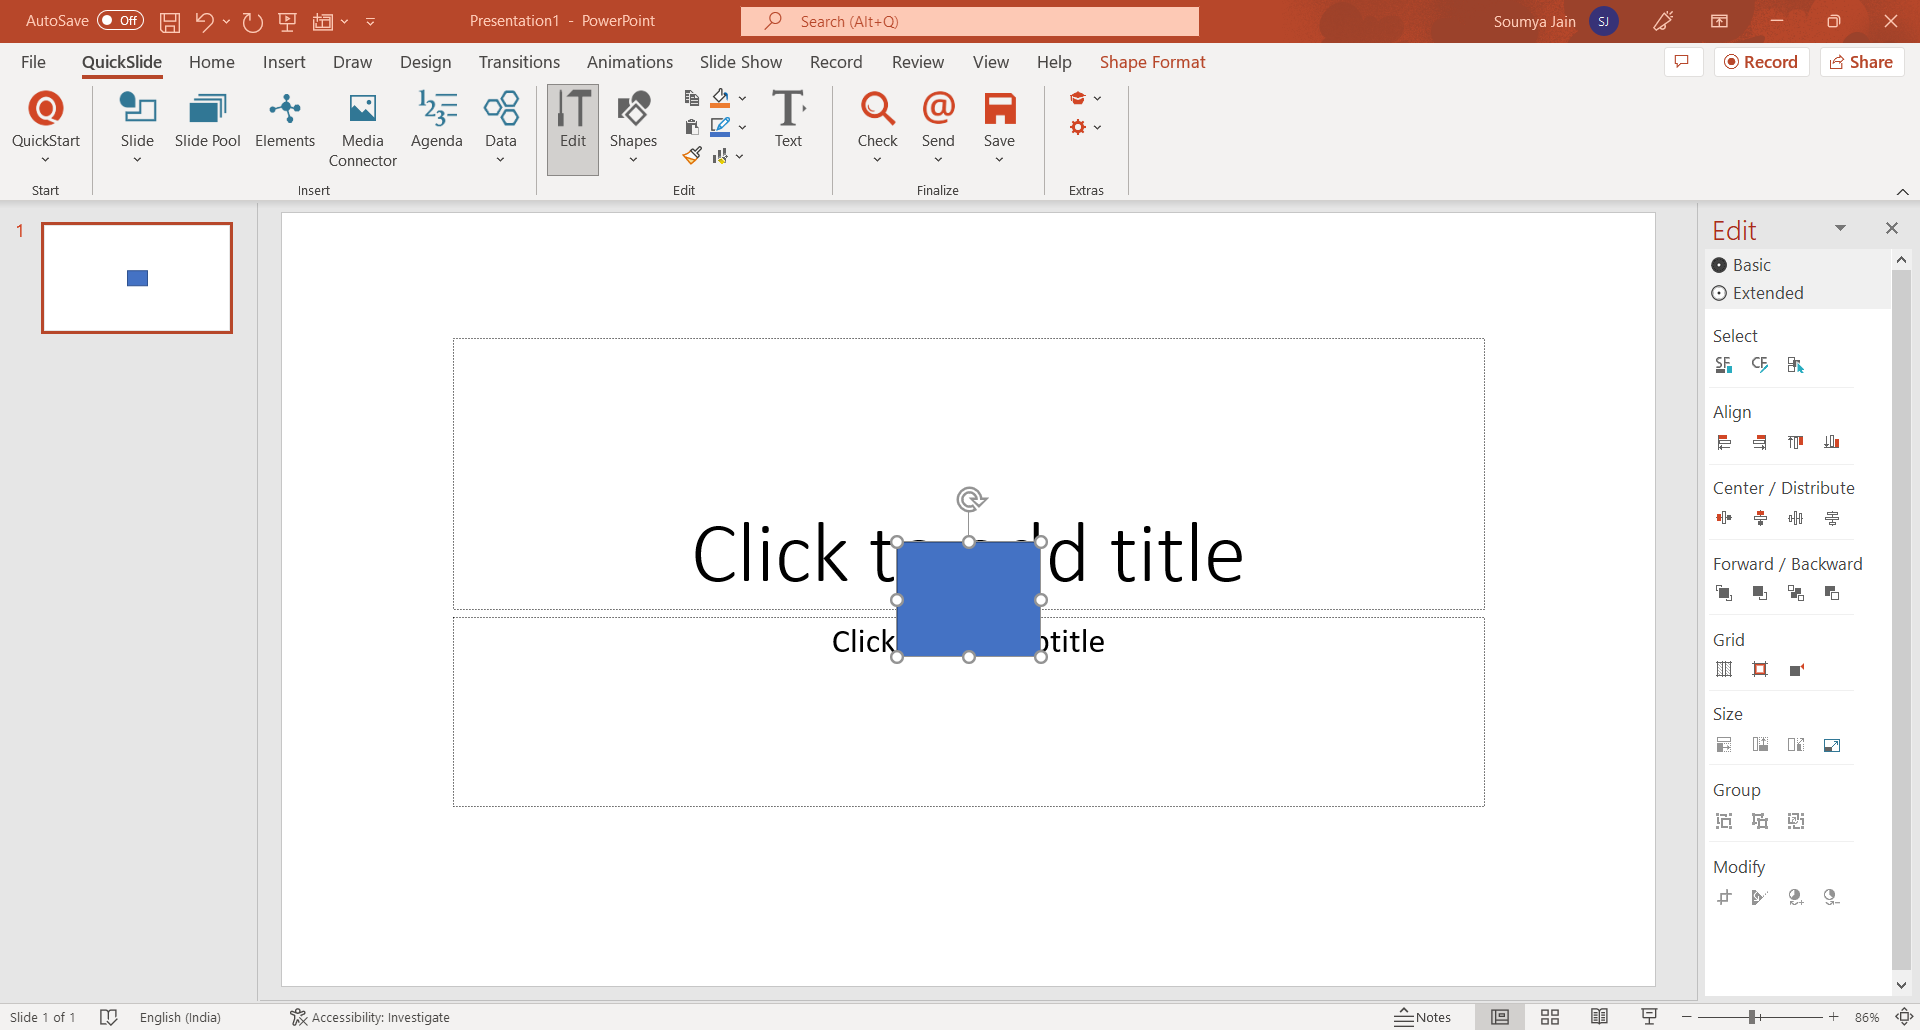 AutoSave Off Presentation1 - PowerPoint Search (Alt+Q) Soumya Jain SJ
File QuickSlide Home Insert Draw Design Transitions Animations Slide Show Record Review View Help Shape Format Record Share
QuickStart Slide Slide Pool Elements Media Connector Agenda Data Edit Shapes Text Check Send Save
Start Insert Edit Finalize Extras
1
Click t
d title
Click
title
Edit
Basic
Extended
Select
SF CF
Align
Center / Distribute
Forward / Backward
Grid
Size
Group
Modify
Slide 1 of 1 English (India) Accessibility: Investigate Notes 86%